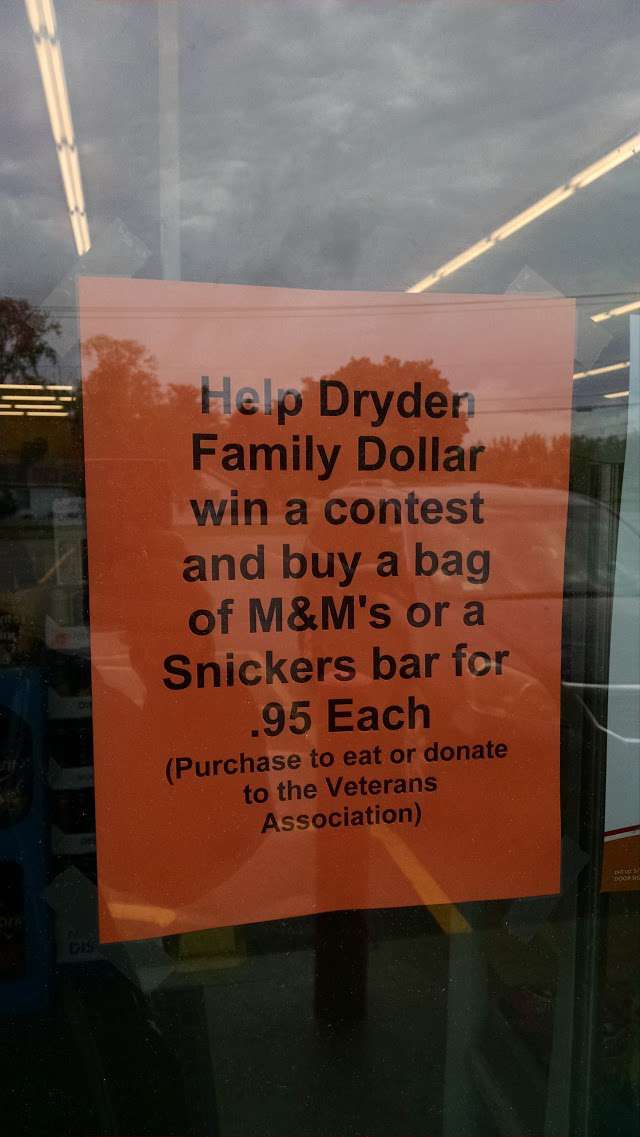 Help Dryden
Family Dollar
win a contest
and buy a bag
of M&M's or a
Snickers bar for
.95 Each
(Purchase to eat or donate
to the Veterans
Association)